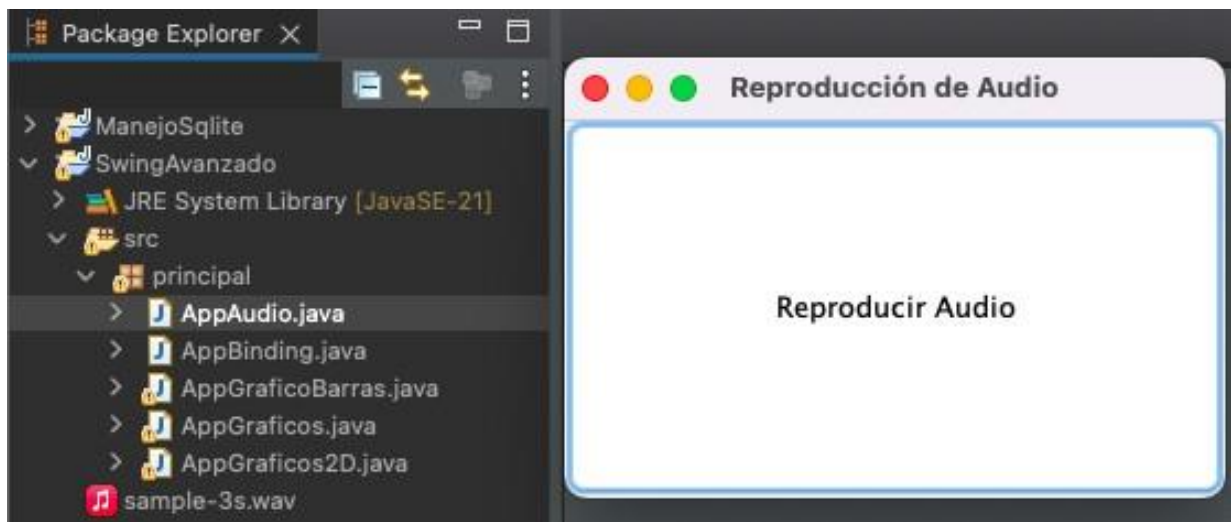 Package Explorer
ManejoSqlite
SwingAvanzado
JRE System Library [JavaSE-21]
src
principal
AppAudio.java
AppBinding.java
AppGraficoBarras.java
AppGraficos.java
AppGraficos2D.java
sample-3s.wav
Reproducción de Audio
Reproducir Audio